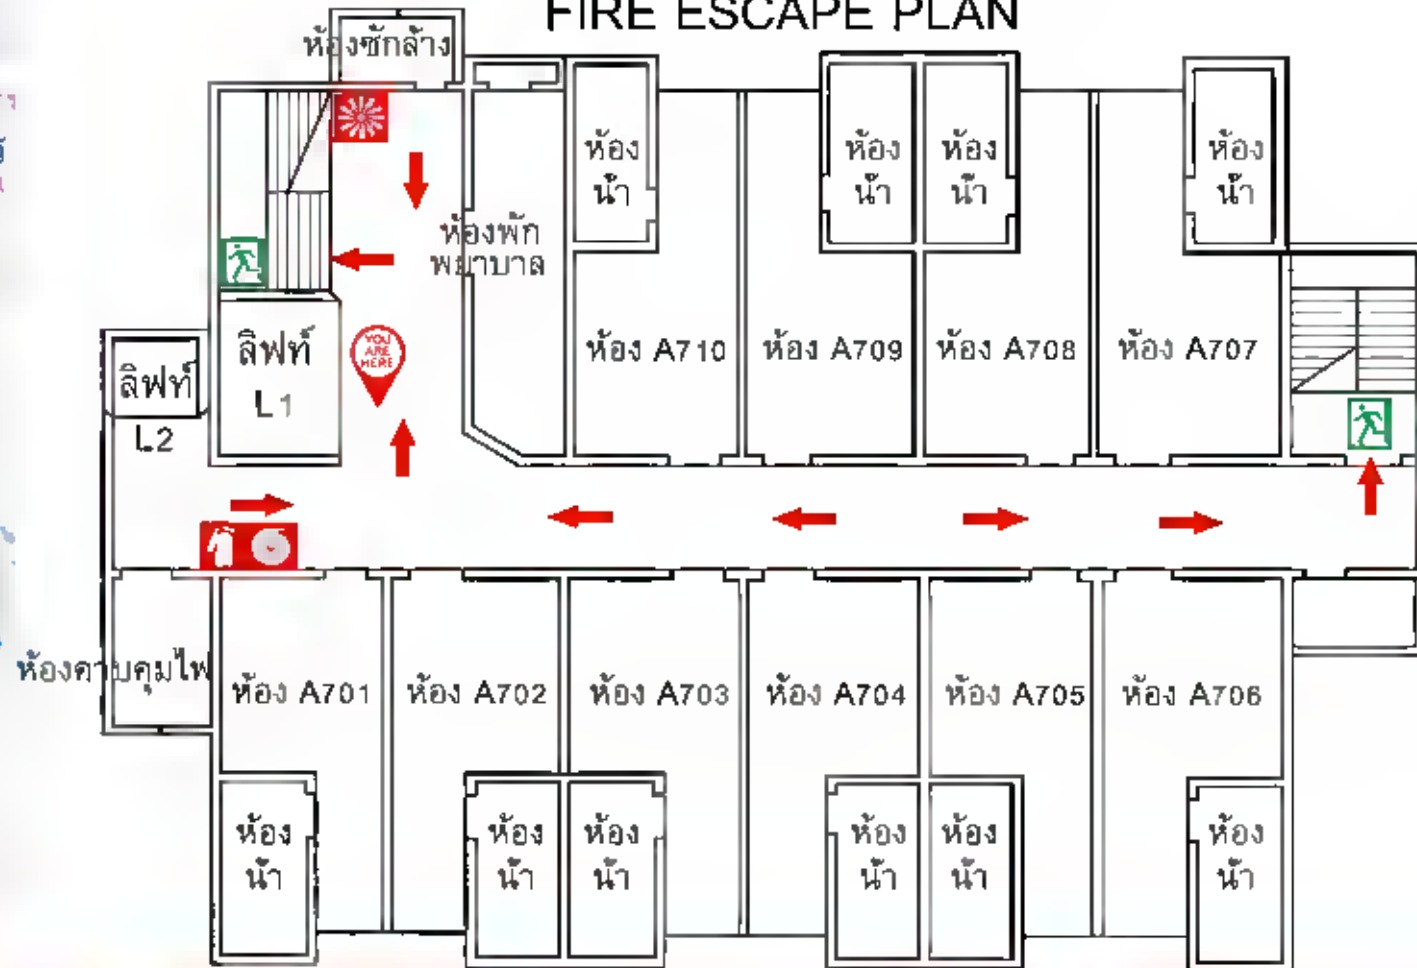 FIRE ESCAPE PLAN
ห้องซักล้าง
ห้อง
น้ำ
ห้อง
น้ำ
ห้อง
น้ำ
ห้อง
น้ำ
ห้องพัก
พยาบาล
ลิฟท์
L1
ลิฟท์
L2
YOU
ARE
HERE
ห้อง A710
ห้อง A709
ห้อง A708
ห้อง A707
ห้องควบคุมไฟ
ห้อง A701
ห้อง A702
ห้อง A703
ห้อง A704
ห้อง A705
ห้อง A706
ห้อง
น้ำ
ห้อง
น้ำ
ห้อง
น้ำ
ห้อง
น้ำ
ห้อง
น้ำ
ห้อง
น้ำ